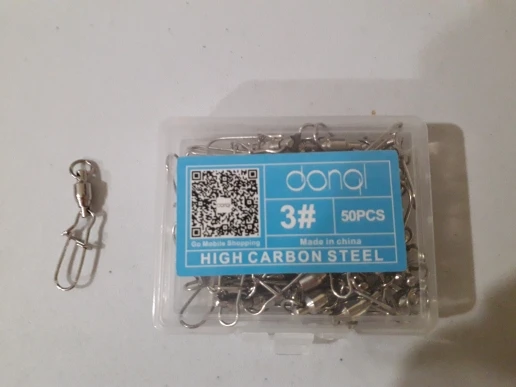 donql
3#
50PCS
Go Mobile Shopping
Made in china
HIGH CARBON STEEL